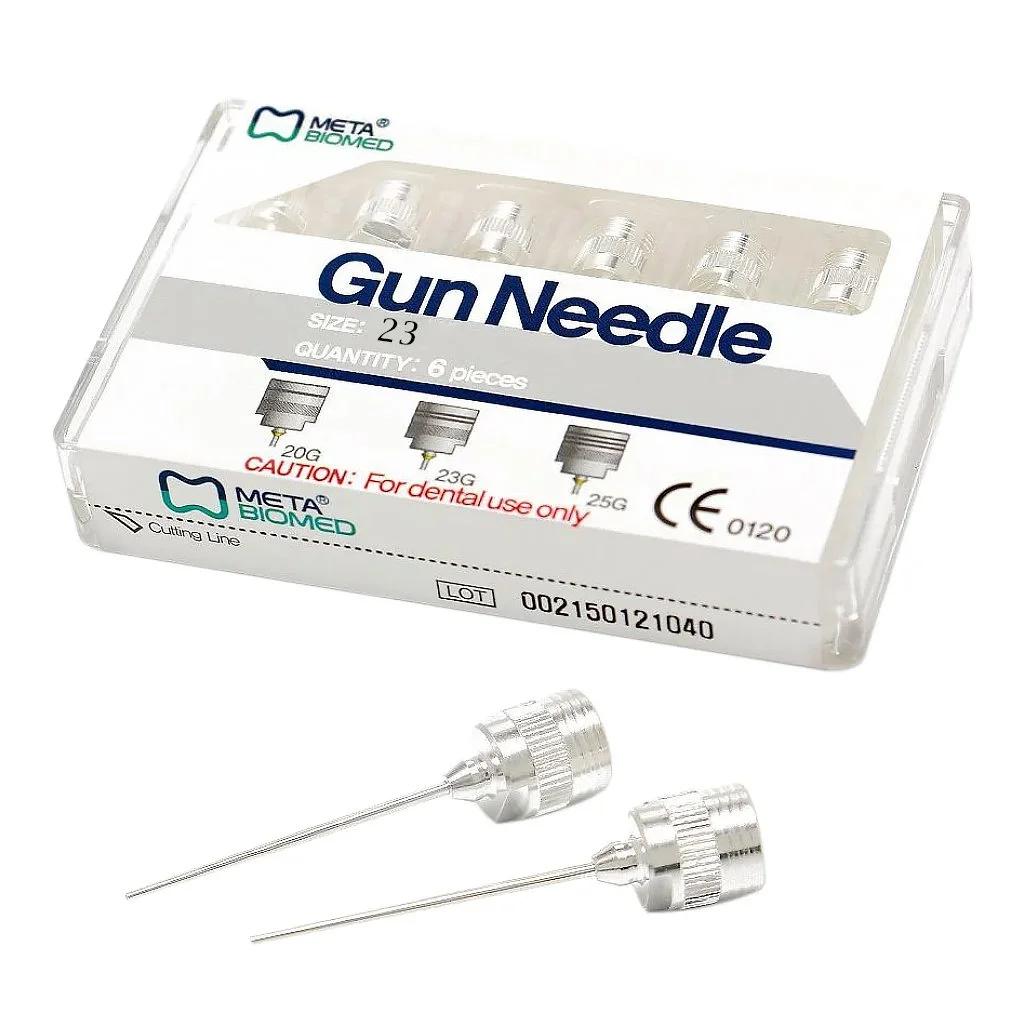 META®
BIOMED
Gun Needle
SIZE: 23
QUANTITY: 6 pieces
20G
23G
25G
CAUTION: For dental use only
CE 0120
META®
BIOMED
Cutting Line
LOT 002150121040